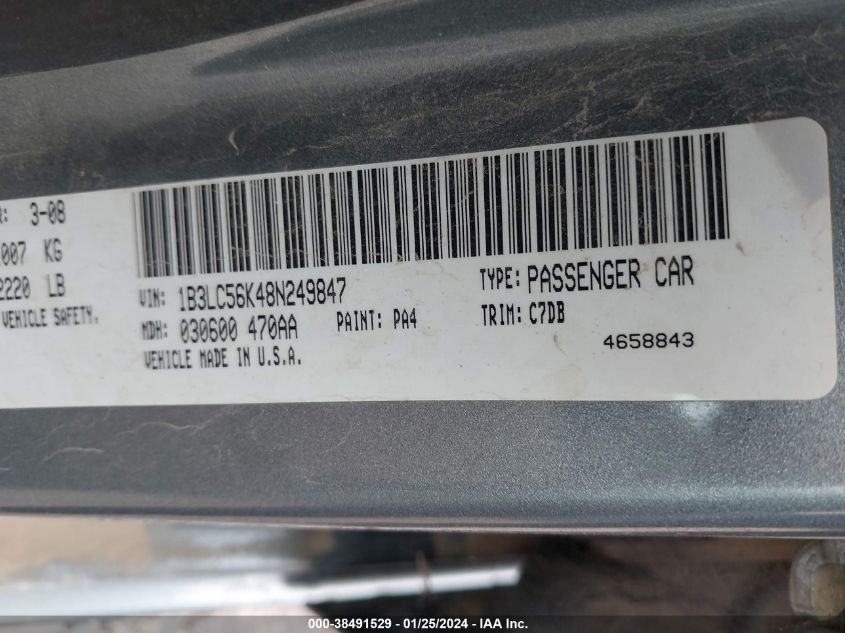 R: 3-08
007 KG
2220 LB
VEHICLE SAFETY.
VIN: 1B3LC56K48N249847
TYPE: PASSENGER CAR
MDH: 030600 470AA PAINT: PA4 TRIM: C7DB
VEHICLE MADE IN U.S.A.
4658843
000-38491529 - 01/25/2024 - IAA Inc.